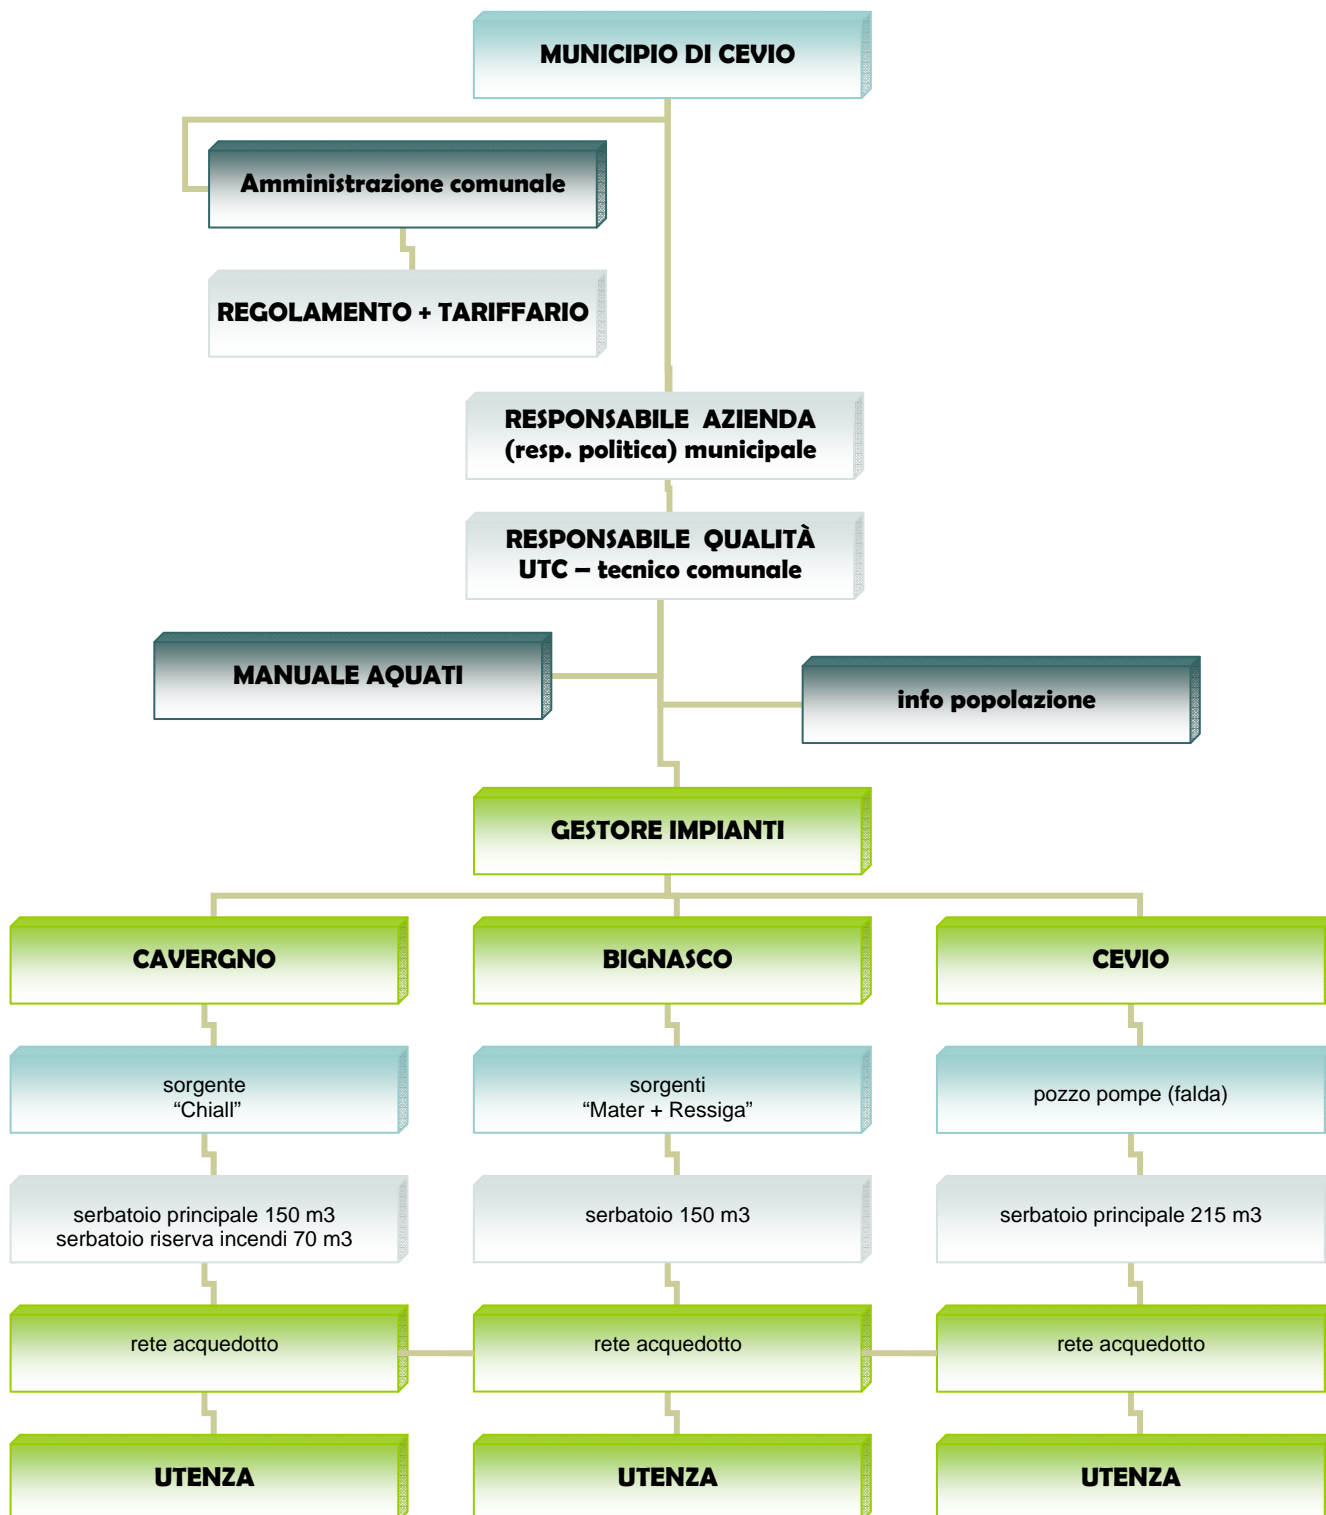 MUNICIPIO DI CEVIO
Amministrazione comunale
REGOLAMENTO + TARIFFARIO
RESPONSABILE AZIENDA
(resp. politica) municipale
RESPONSABILE QUALITÀ
UTC – tecnico comunale
MANUALE AQUATI
info popolazione
GESTORE IMPIANTI
CAVERGNO
BIGNASCO
CEVIO
sorgente
“Chiall”
sorgenti
“Mater + Ressiga”
pozzo pompe (falda)
serbatoio principale 150 m3
serbatoio riserva incendi 70 m3
serbatoio 150 m3
serbatoio principale 215 m3
rete acquedotto
rete acquedotto
rete acquedotto
UTENZA
UTENZA
UTENZA